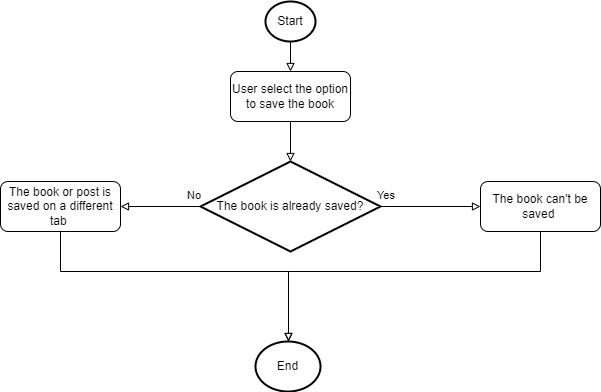 Start
User select the option
to save the book
No
Yes
The book or post is
saved on a different
tab
The book is already saved?
The book can't be
saved
End